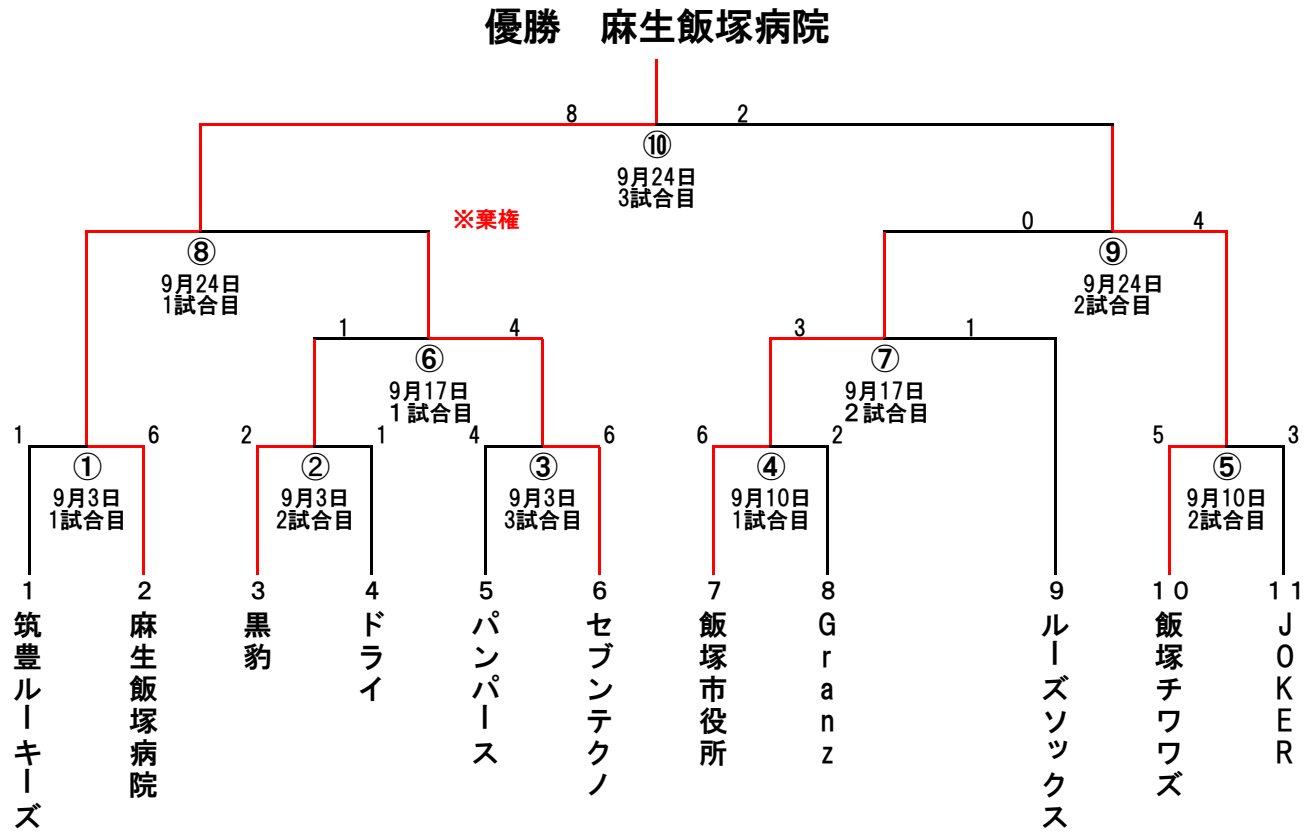 優勝　麻生飯塚病院
8
2
⑩
9月24日
3試合目
※棄権
0
4
⑧
9月24日
1試合目
⑨
9月24日
2試合目
1
4
3
1
⑥
9月17日
１試合目
⑦
9月17日
２試合目
1
6
2
1
4
6
6
2
5
3
①
9月3日
1試合目
②
9月3日
2試合目
③
9月3日
3試合目
④
9月10日
1試合目
⑤
9月10日
2試合目
１
２
３
４
５
６
７
８
９
１０
１１
筑豊ルーキーズ
麻生飯塚病院
黒豹
ドライ
パンパース
セブンテクノ
飯塚市役所
Ｇｒａｎｚ
ルーズソックス
飯塚チワワズ
ＪＯＫＥＲ